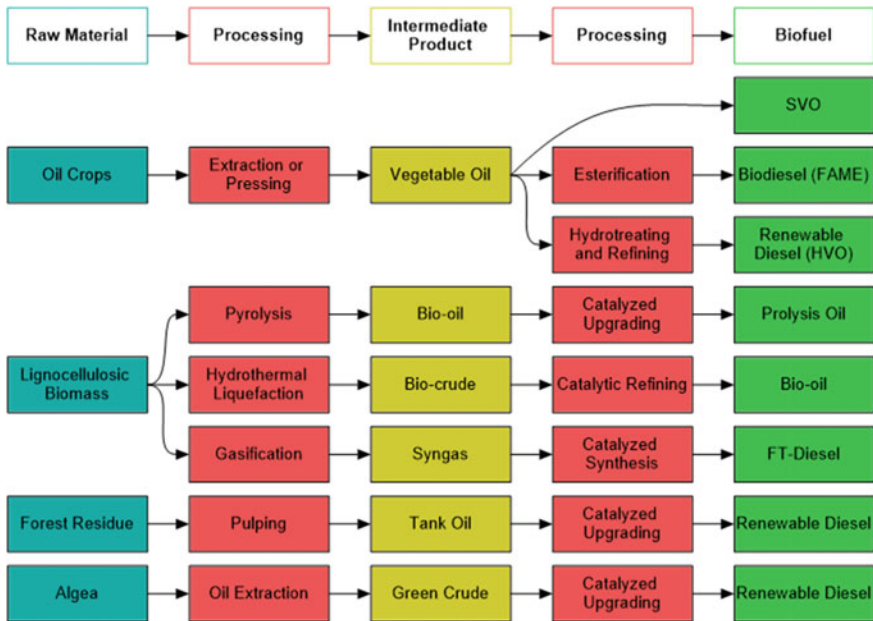 Raw Material
Processing
Intermediate
Product
Processing
Biofuel
SVO
Oil Crops
Extraction or
Pressing
Vegetable Oil
Esterification
Biodiesel (FAME)
Hydrotreating
and Refining
Renewable
Diesel (HVO)
Pyrolysis
Bio-oil
Catalyzed
Upgrading
Prolysis Oil
Lignocellulosic
Biomass
Hydrothermal
Liquefaction
Bio-crude
Catalytic Refining
Bio-oil
Gasification
Syngas
Catalyzed
Synthesis
FT-Diesel
Forest Residue
Pulping
Tank Oil
Catalyzed
Upgrading
Renewable Diesel
Algea
Oil Extraction
Green Crude
Catalyzed
Upgrading
Renewable Diesel